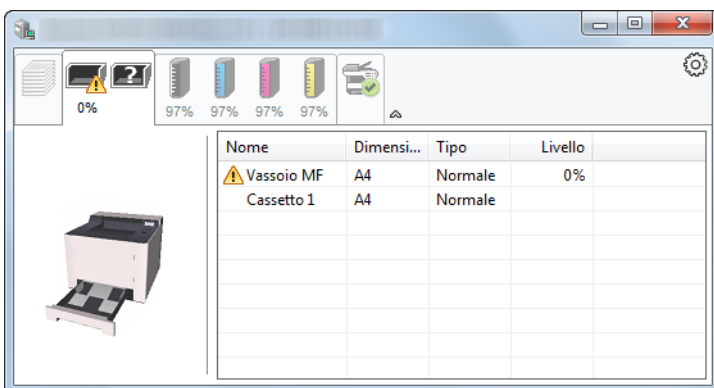 ?
0%
97% 97% 97% 97%
Nome Dimensi... Tipo Livello
Vassoio MF A4 Normale 0%
Cassetto 1 A4 Normale